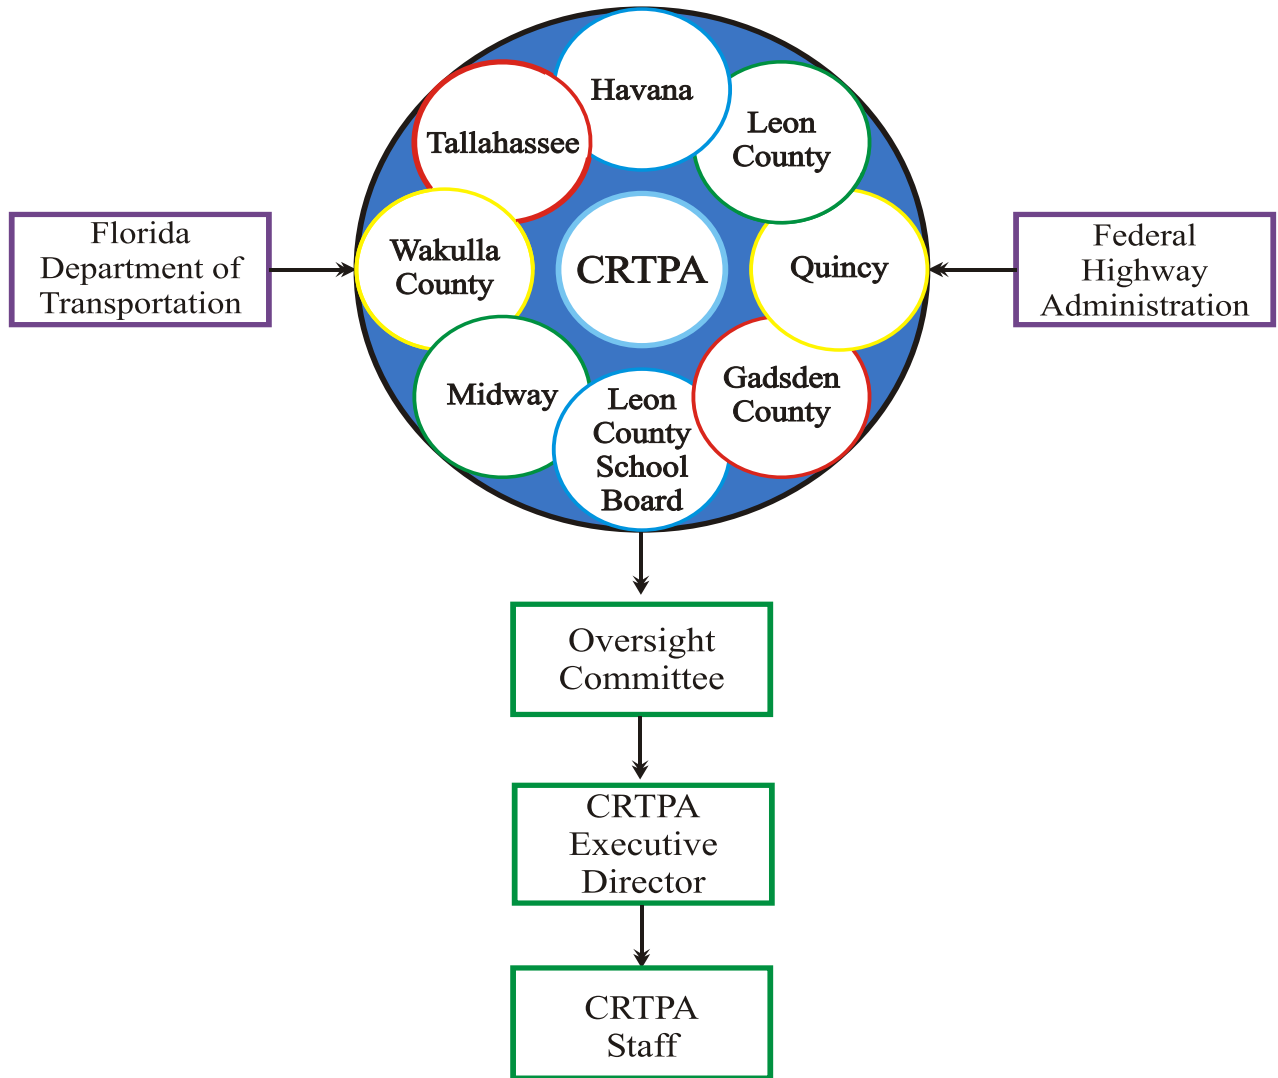 Havana
Leon
County
Tallahassee
Wakulla
County
CRTPA
Quincy
Florida
Department of
Transportation
Federal
Highway
Administration
Midway
Leon
County
School
Board
Gadsden
County
Oversight
Committee
CRTPA
Executive
Director
CRTPA
Staff